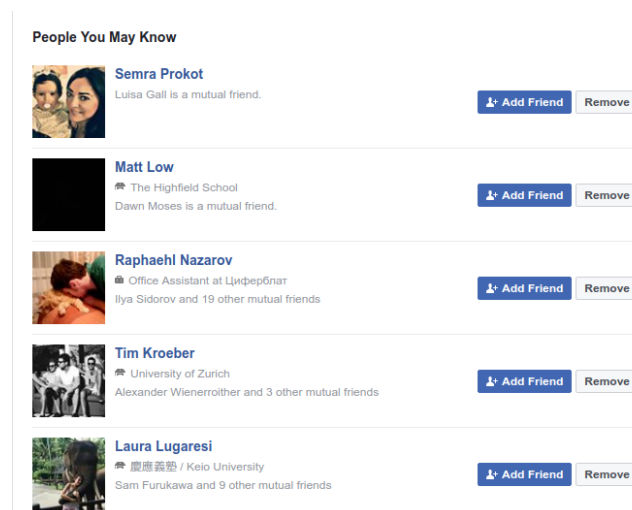 People You May Know
Semra Prokot
Luisa Gall is a mutual friend.
Add Friend
Remove
Matt Low
The Highfield School
Dawn Moses is a mutual friend.
Add Friend
Remove
Raphaehl Nazarov
Office Assistant at Циферблат
Ilya Sidorov and 19 other mutual friends
Add Friend
Remove
Tim Kroeber
University of Zurich
Alexander Wienerroither and 3 other mutual friends
Add Friend
Remove
Laura Lugaresi
慶應義塾 / Keio University
Sam Furukawa and 9 other mutual friends
Add Friend
Remove